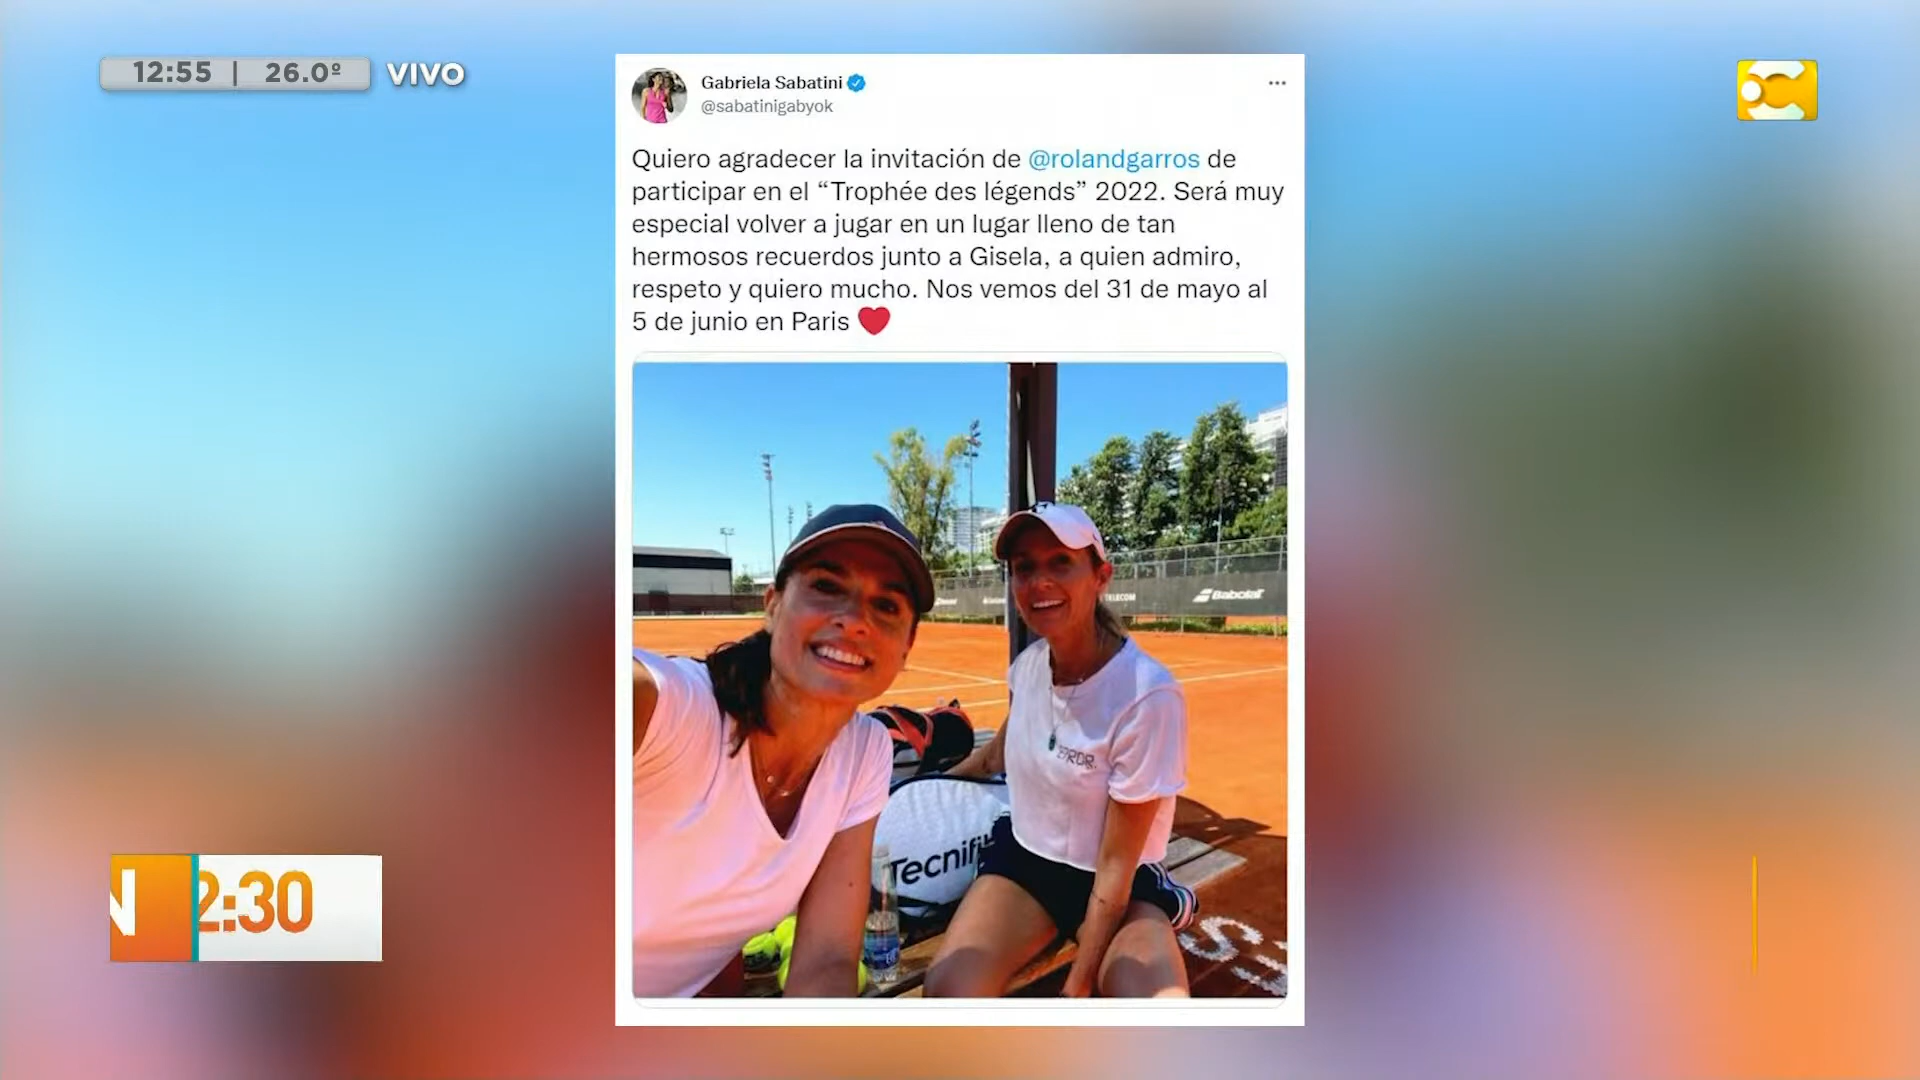 12:55 | 26.0º VIVO
Gabriela Sabatini
@sabatinigabyok
Quiero agradecer la invitación de @rolandgarros de
participar en el “Trophée des légends” 2022. Será muy
especial volver a jugar en un lugar lleno de tan
hermosos recuerdos junto a Gisela, a quien admiro,
respeto y quiero mucho. Nos vemos del 31 de mayo al
5 de junio en Paris
TELECOM
Babolat
Tecnifi
N
2:30